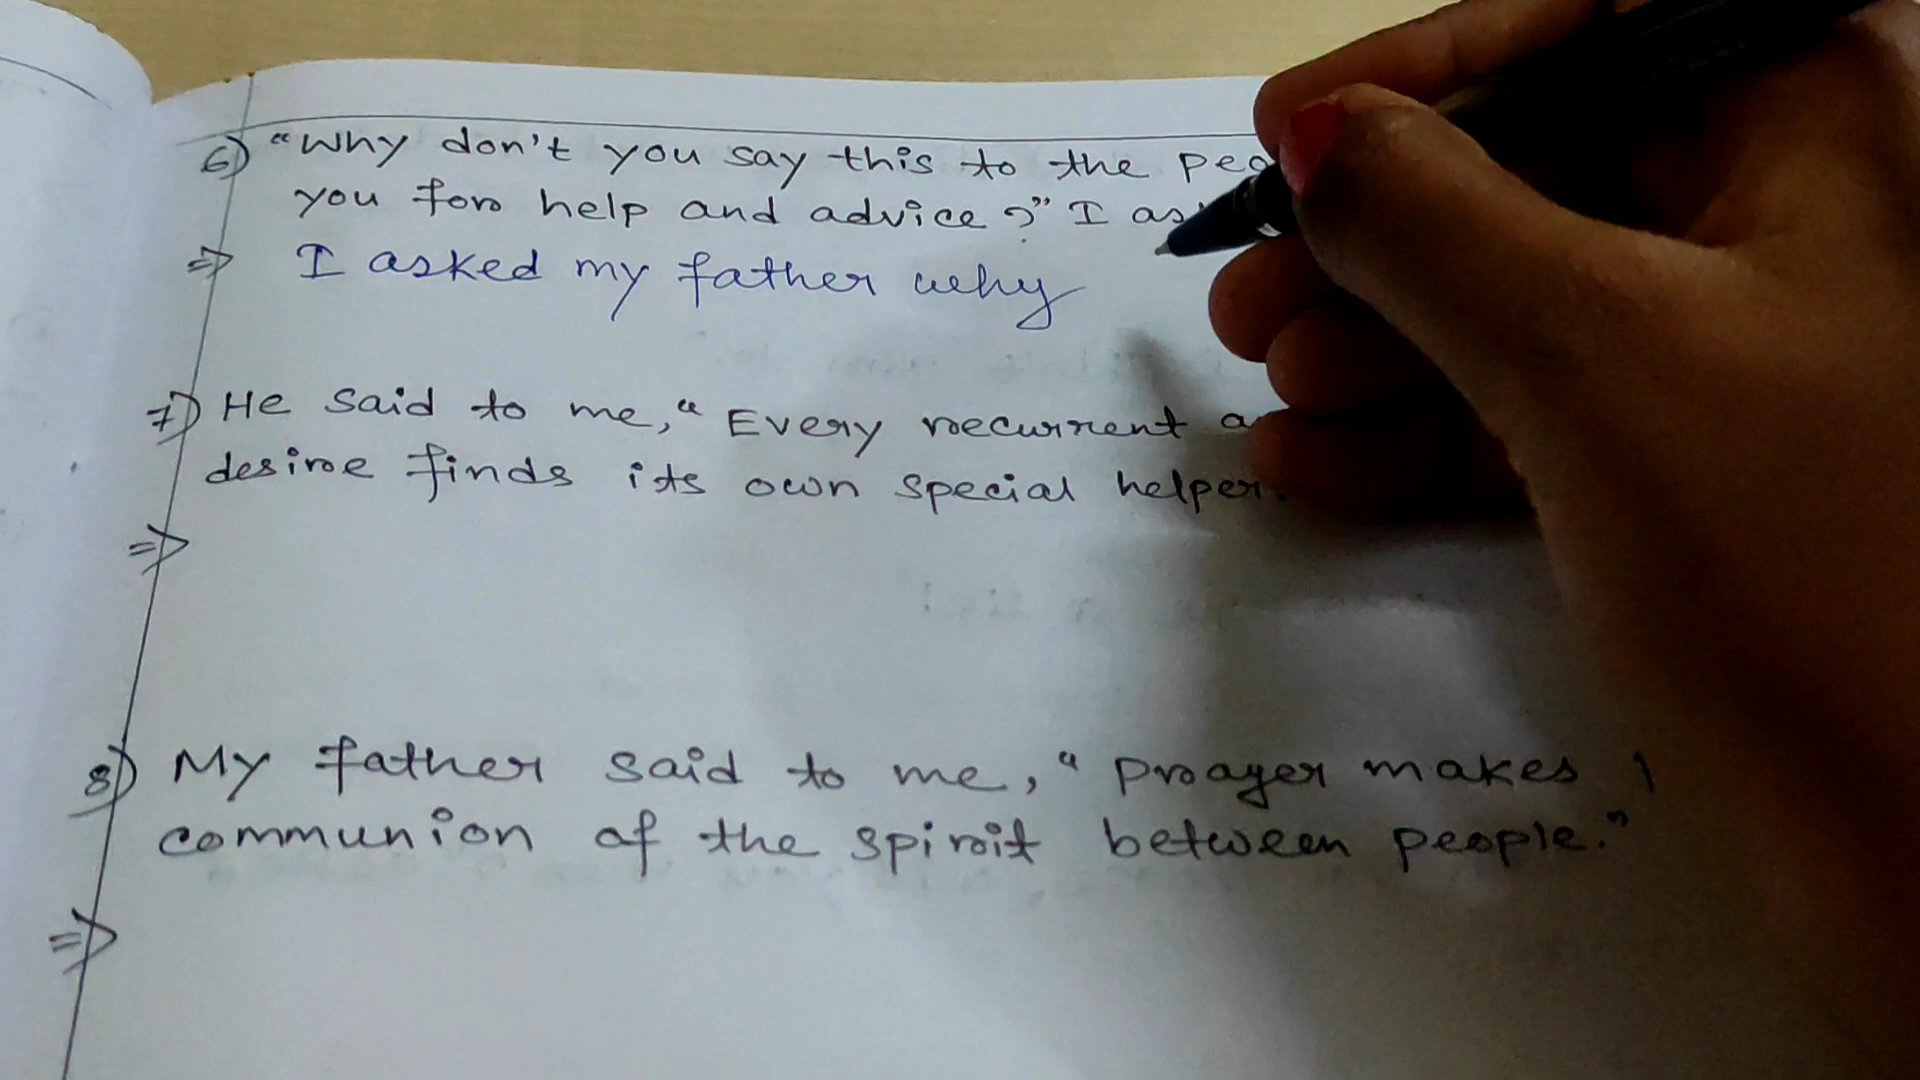 6) "Why don't you say this to the
you for help and advice?" I
⇒ I asked my father why
7) He said to me, "Every recurrent
desire finds its own special helper.
⇒
8) My father said to me, "Prayer makes
communion of the spirit between people."
⇒